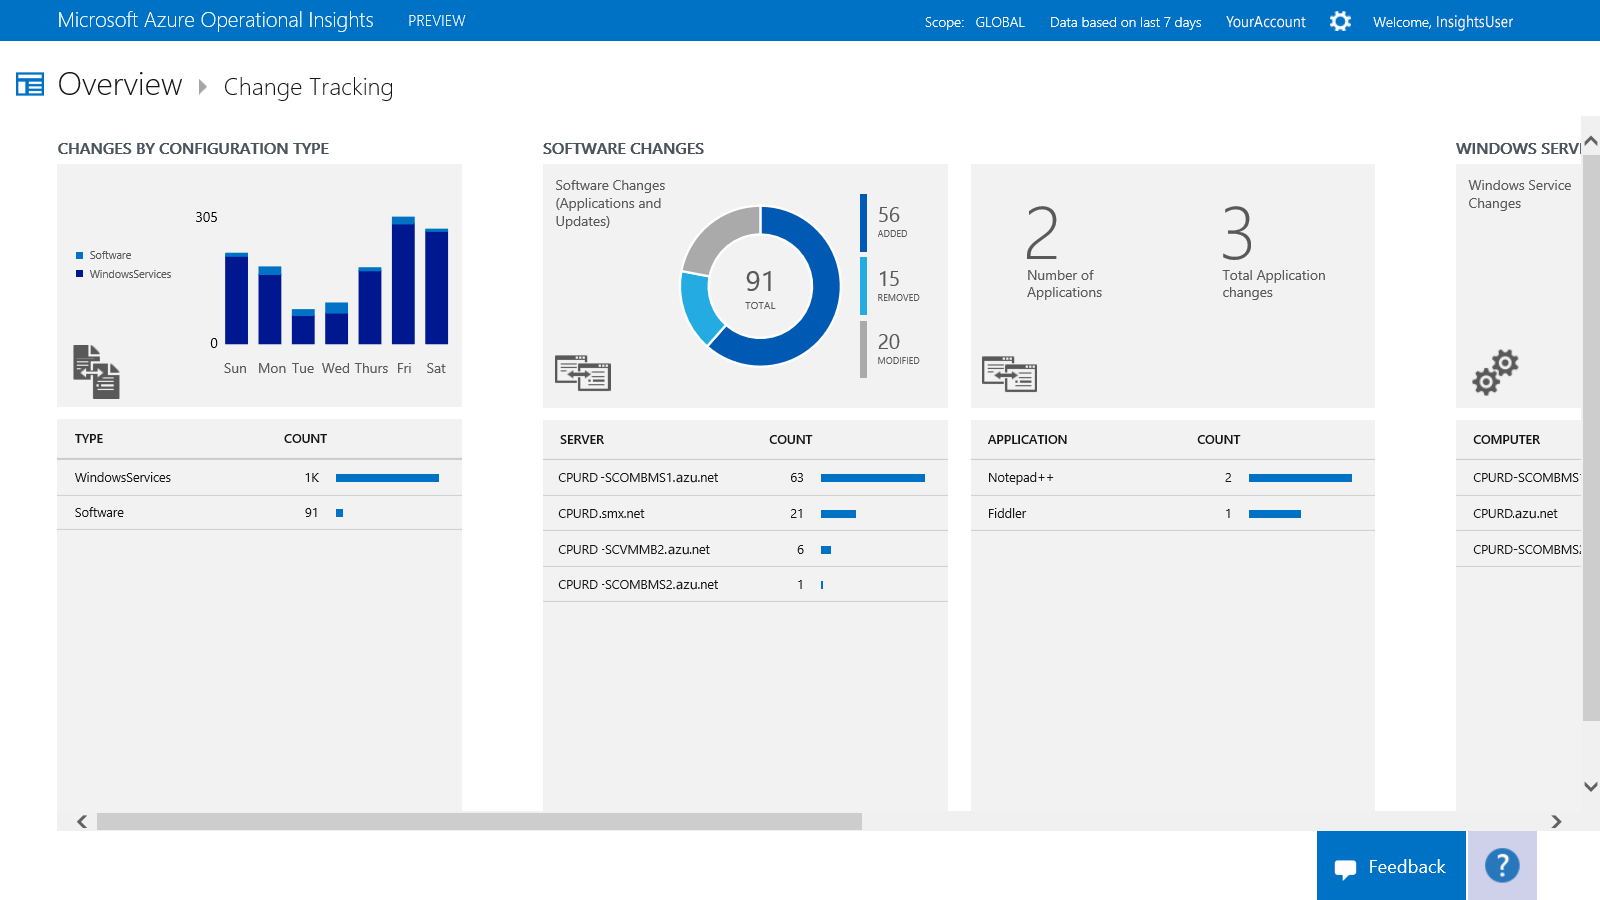 Microsoft Azure Operational Insights PREVIEW Scope: GLOBAL Data based on last 7 days YourAccount Welcome, InsightsUser
Overview Change Tracking
CHANGES BY CONFIGURATION TYPE
305
Software
WindowsServices
0
Sun Mon Tue Wed Thurs Fri Sat
TYPE COUNT
WindowsServices 1K
Software 91
SOFTWARE CHANGES
Software Changes
(Applications and
Updates)
91
TOTAL
56
ADDED
15
REMOVED
20
MODIFIED
SERVER COUNT
CPURD -SCOMBMS1.azu.net 63
CPURD.smx.net 21
CPURD -SCVMMB2.azu.net 6
CPURD -SCOMBMS2.azu.net 1
2
Number of
Applications
3
Total Application
changes
APPLICATION COUNT
Notepad++ 2
Fiddler 1
WINDOWS SERVI
Windows Service
Changes
COMPUTER
CPURD-SCOMBMS1
CPURD.azu.net
CPURD-SCOMBMS2
Feedback
?